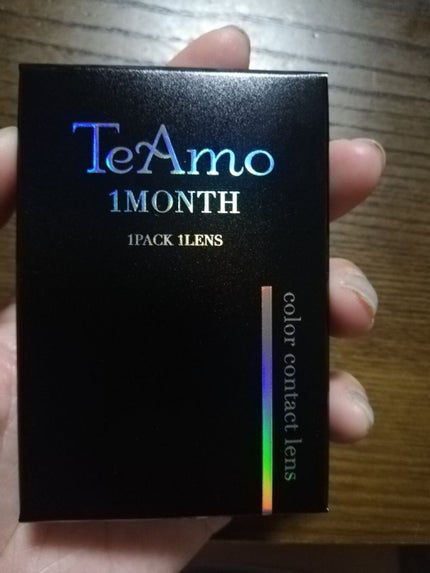 TeAmo
1MONTH
1PACK 1LENS
color contact lens